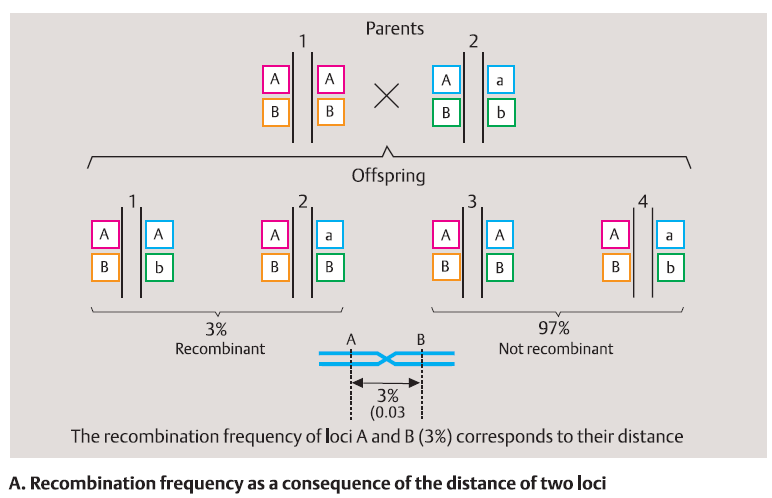 Parents
1 2
A A A a
B B B b
Offspring
1 2 3 4
A A A a A A A a
B b B B B B B b
3% 97%
Recombinant Not recombinant
A B
3%
(0.03
The recombination frequency of loci A and B (3%) corresponds to their distance
A. Recombination frequency as a consequence of the distance of two loci